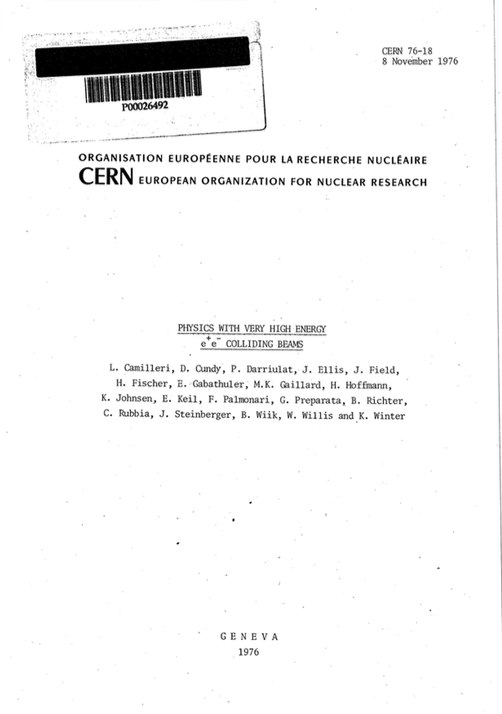 CERN 76-18
8 November 1976
P00026492
ORGANISATION EUROPÉENNE POUR LA RECHERCHE NUCLÉAIRE
CERN EUROPEAN ORGANIZATION FOR NUCLEAR RESEARCH
PHYSICS WITH VERY HIGH ENERGY
e⁺e⁻ COLLIDING BEAMS
L. Camilleri, D. Cundy, P. Darriulat, J. Ellis, J. Field,
H. Fischer, E. Gabathuler, M.K. Gaillard, H. Hoffmann,
K. Johnsen, E. Keil, F. Palmonari, G. Preparata, B. Richter,
C. Rubbia, J. Steinberger, B. Wiik, W. Willis and K. Winter
GENEVA
1976